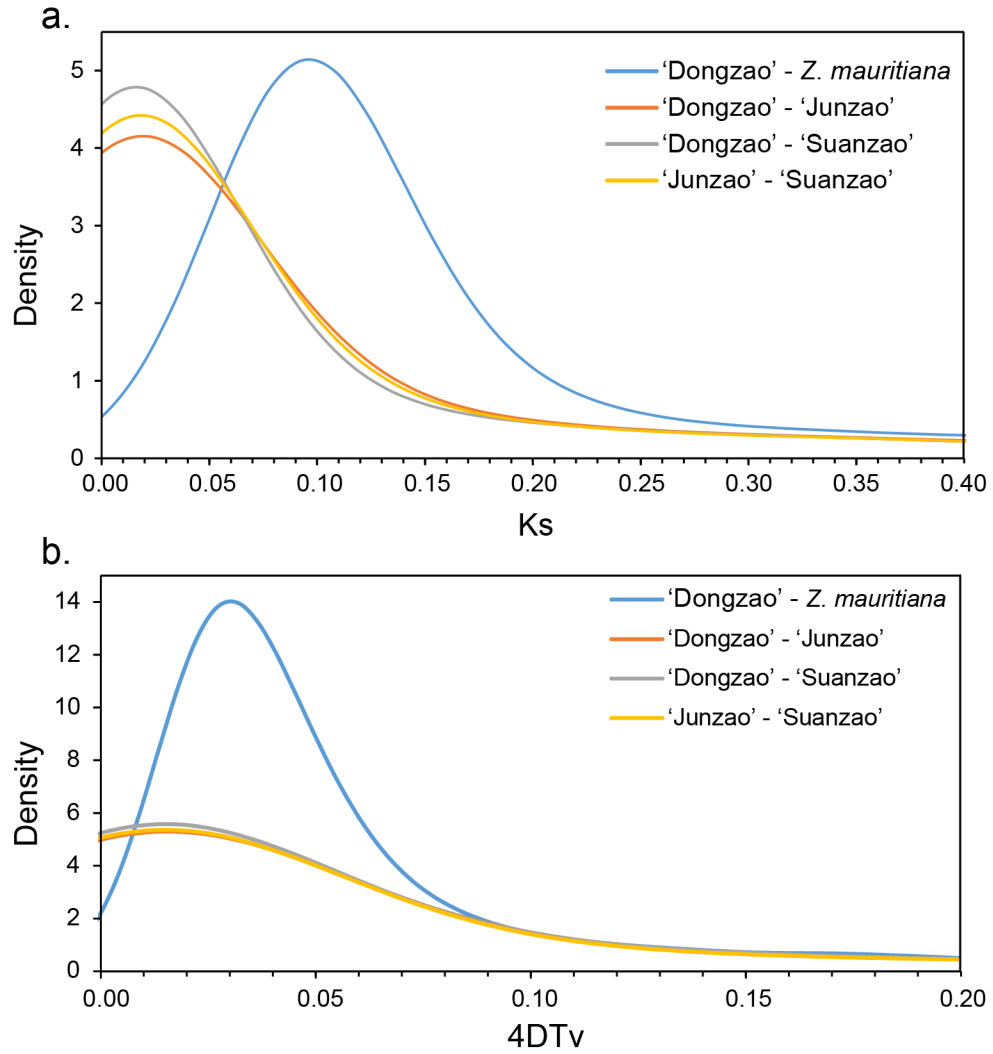 a.
5
4
3
2
1
0
Density
0.00 0.05 0.10 0.15 0.20 0.25 0.30 0.35 0.40
Ks
‘Dongzao’ - Z. mauritiana
‘Dongzao’ - ‘Junzao’
‘Dongzao’ - ‘Suanzao’
‘Junzao’ - ‘Suanzao’
b.
14
12
10
8
6
4
2
0
Density
0.00 0.05 0.10 0.15 0.20
4DTv
‘Dongzao’ - Z. mauritiana
‘Dongzao’ - ‘Junzao’
‘Dongzao’ - ‘Suanzao’
‘Junzao’ - ‘Suanzao’